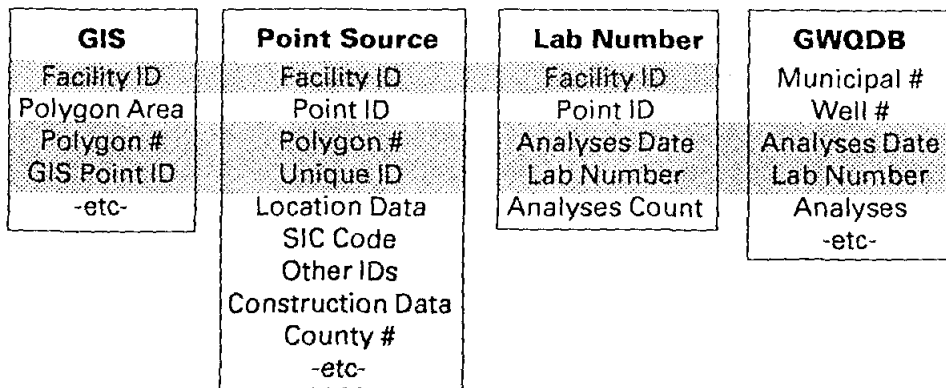 GIS
Facility ID
Polygon Area
Polygon #
GIS Point ID
-etc-
Point Source
Facility ID
Point ID
Polygon #
Unique ID
Location Data
SIC Code
Other IDs
Construction Data
County #
-etc-
Lab Number
Facility ID
Point ID
Analyses Date
Lab Number
Analyses Count
GWQDB
Municipal #
Well #
Analyses Date
Lab Number
Analyses
-etc-